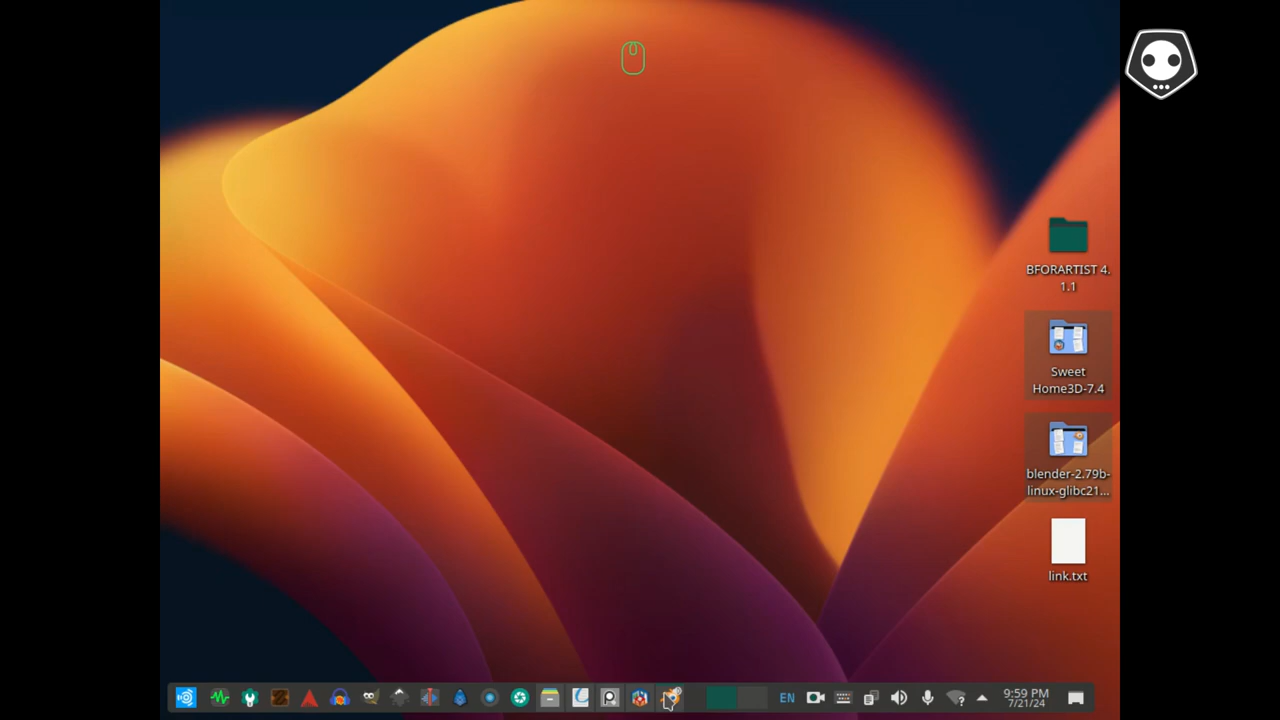 BFORARTIST 4.
1.1
Sweet
Home3D-7.4
blender-2.79b-
linux-glibc21...
link.txt
EN
9:59 PM
7/21/24